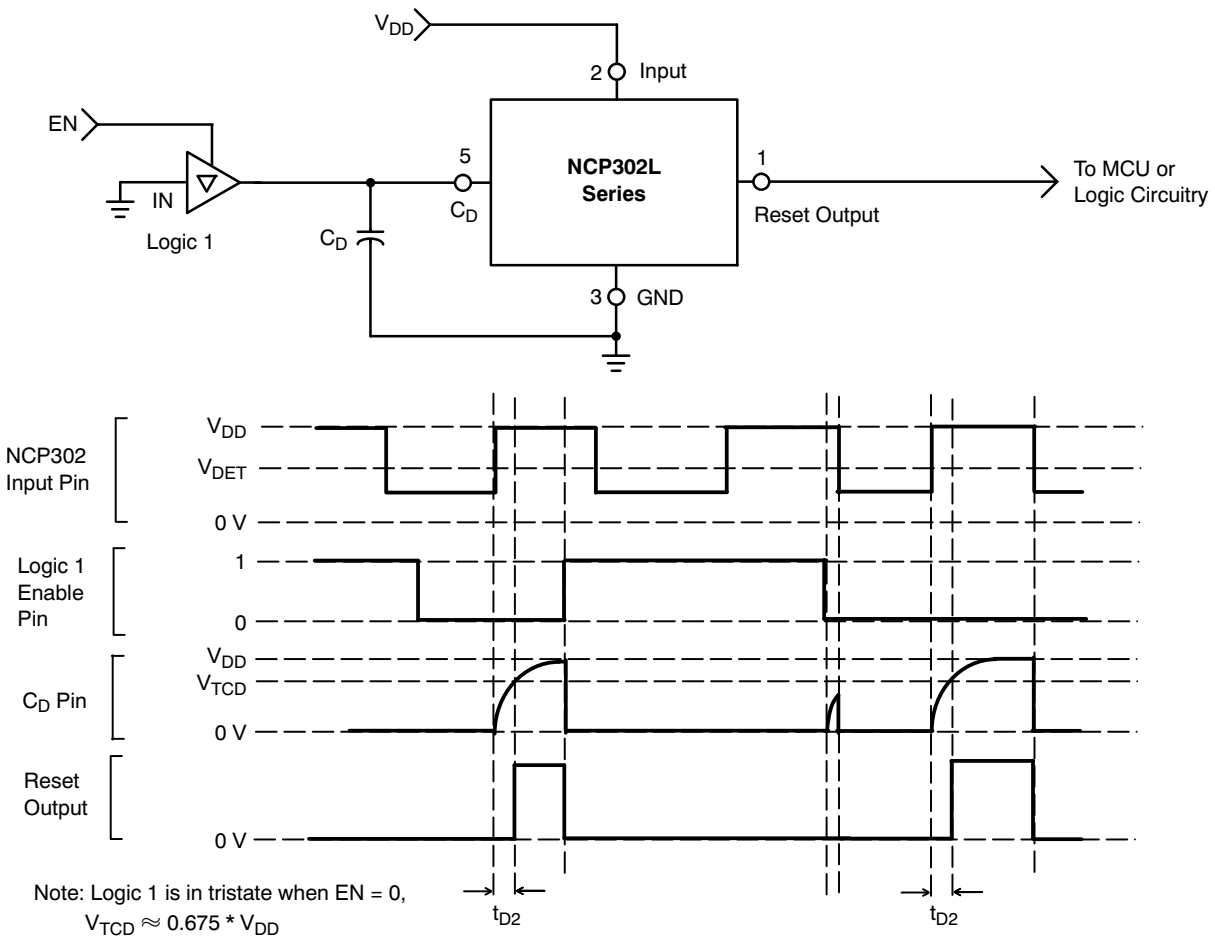 VDD
2 Input
EN
5
1
NCP302L
Series
To MCU or
Logic Circuitry
IN
CD
Reset Output
Logic 1
CD
3 GND
VDD
NCP302
Input Pin
VDET
0 V
Logic 1
Enable
Pin
1
0
VDD
VTCD
CD Pin
0 V
Reset
Output
0 V
Note: Logic 1 is in tristate when EN = 0,
VTCD ≈ 0.675 * VDD
tD2
tD2